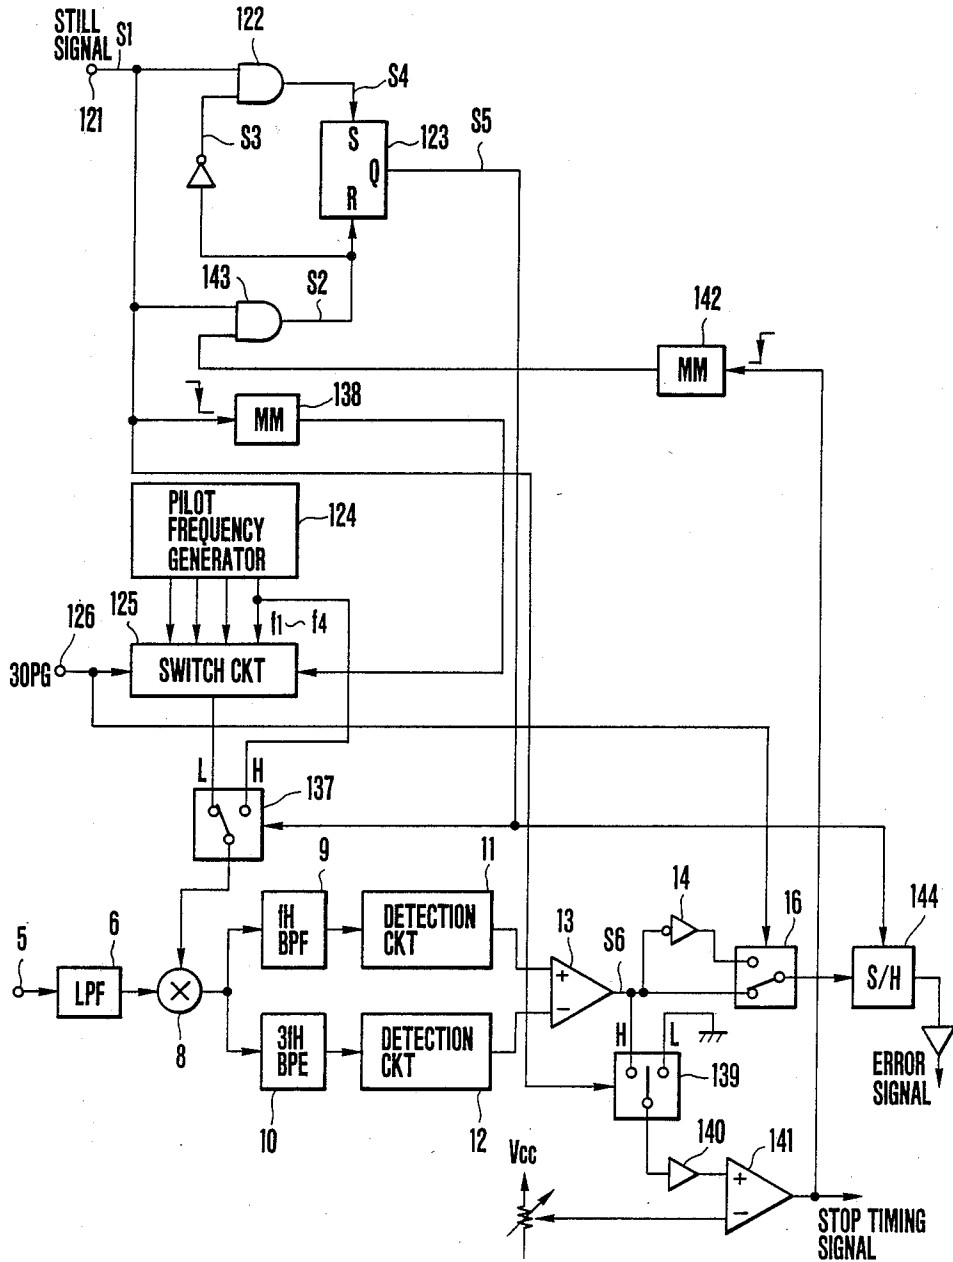 STILL
SIGNAL
S1
121
122
S4
S3
S
Q
R
123
S5
143
S2
142
MM
MM
138
PILOT
FREQUENCY
GENERATOR
124
126
125
f1~f4
30PG
SWITCH CKT
L
H
137
5
6
LPF
8
9
fH
BPF
11
DETECTION
CKT
13
+
−
S6
14
16
144
S/H
3fH
BPE
10
DETECTION
CKT
12
H
L
139
ERROR
SIGNAL
Vcc
140
141
+
−
STOP TIMING
SIGNAL